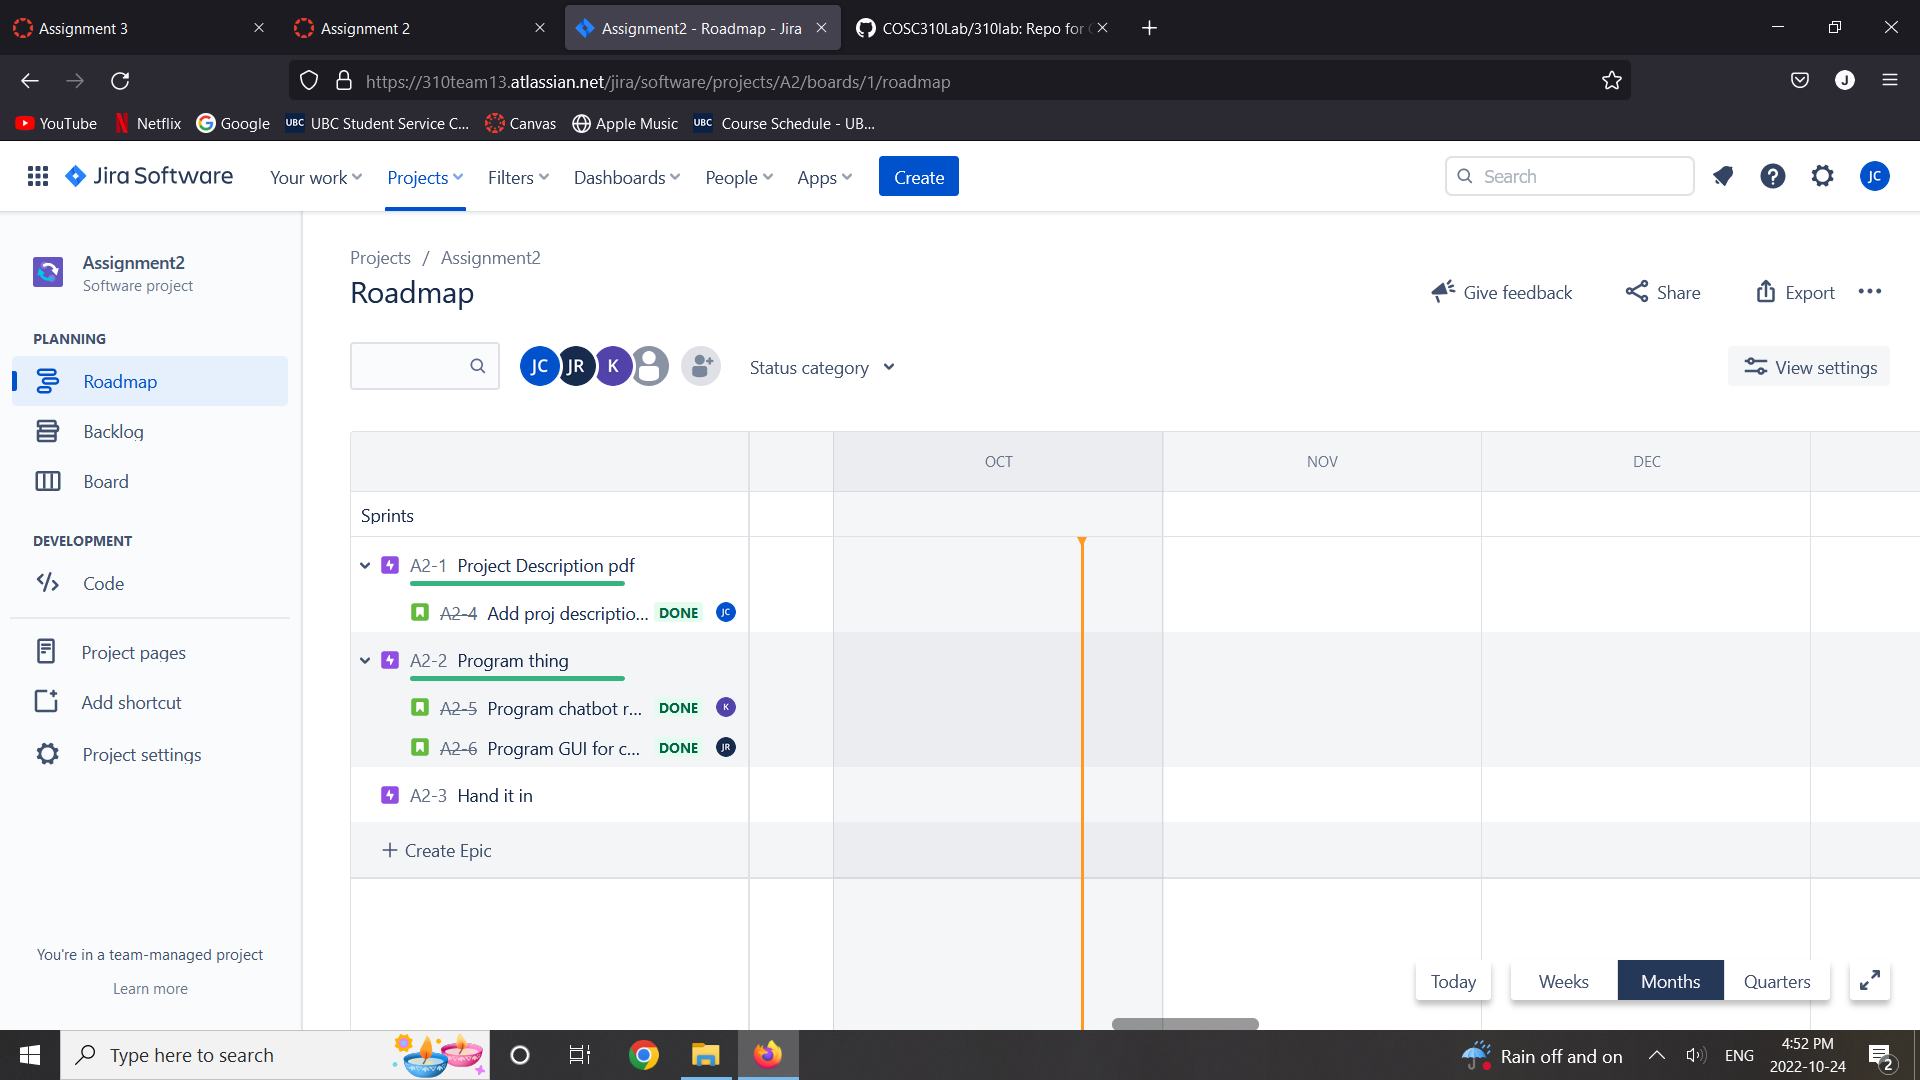 Assignment 3
Assignment 2
Assignment2 - Roadmap - Jira
COSC310Lab/310lab: Repo for
https://310team13.atlassian.net/jira/software/projects/A2/boards/1/roadmap
J
YouTube
Netflix
Google
UBC UBC Student Service C...
Canvas
Apple Music
UBC Course Schedule - UB...
Jira Software
Your work
Projects
Filters
Dashboards
People
Apps
Create
Search
JC
Assignment2
Software project
PLANNING
Roadmap
Backlog
Board
DEVELOPMENT
Code
Project pages
Add shortcut
Project settings
You're in a team-managed project
Learn more
Projects / Assignment2
Roadmap
Give feedback
Share
Export
JC JR K
Status category
View settings
OCT NOV DEC
Sprints
A2-1 Project Description pdf
A2-4 Add proj descriptio... DONE JC
A2-2 Program thing
A2-5 Program chatbot r... DONE K
A2-6 Program GUI for c... DONE JR
A2-3 Hand it in
+ Create Epic
Today Weeks Months Quarters
Type here to search
Rain off and on
ENG
4:52 PM
2022-10-24
2